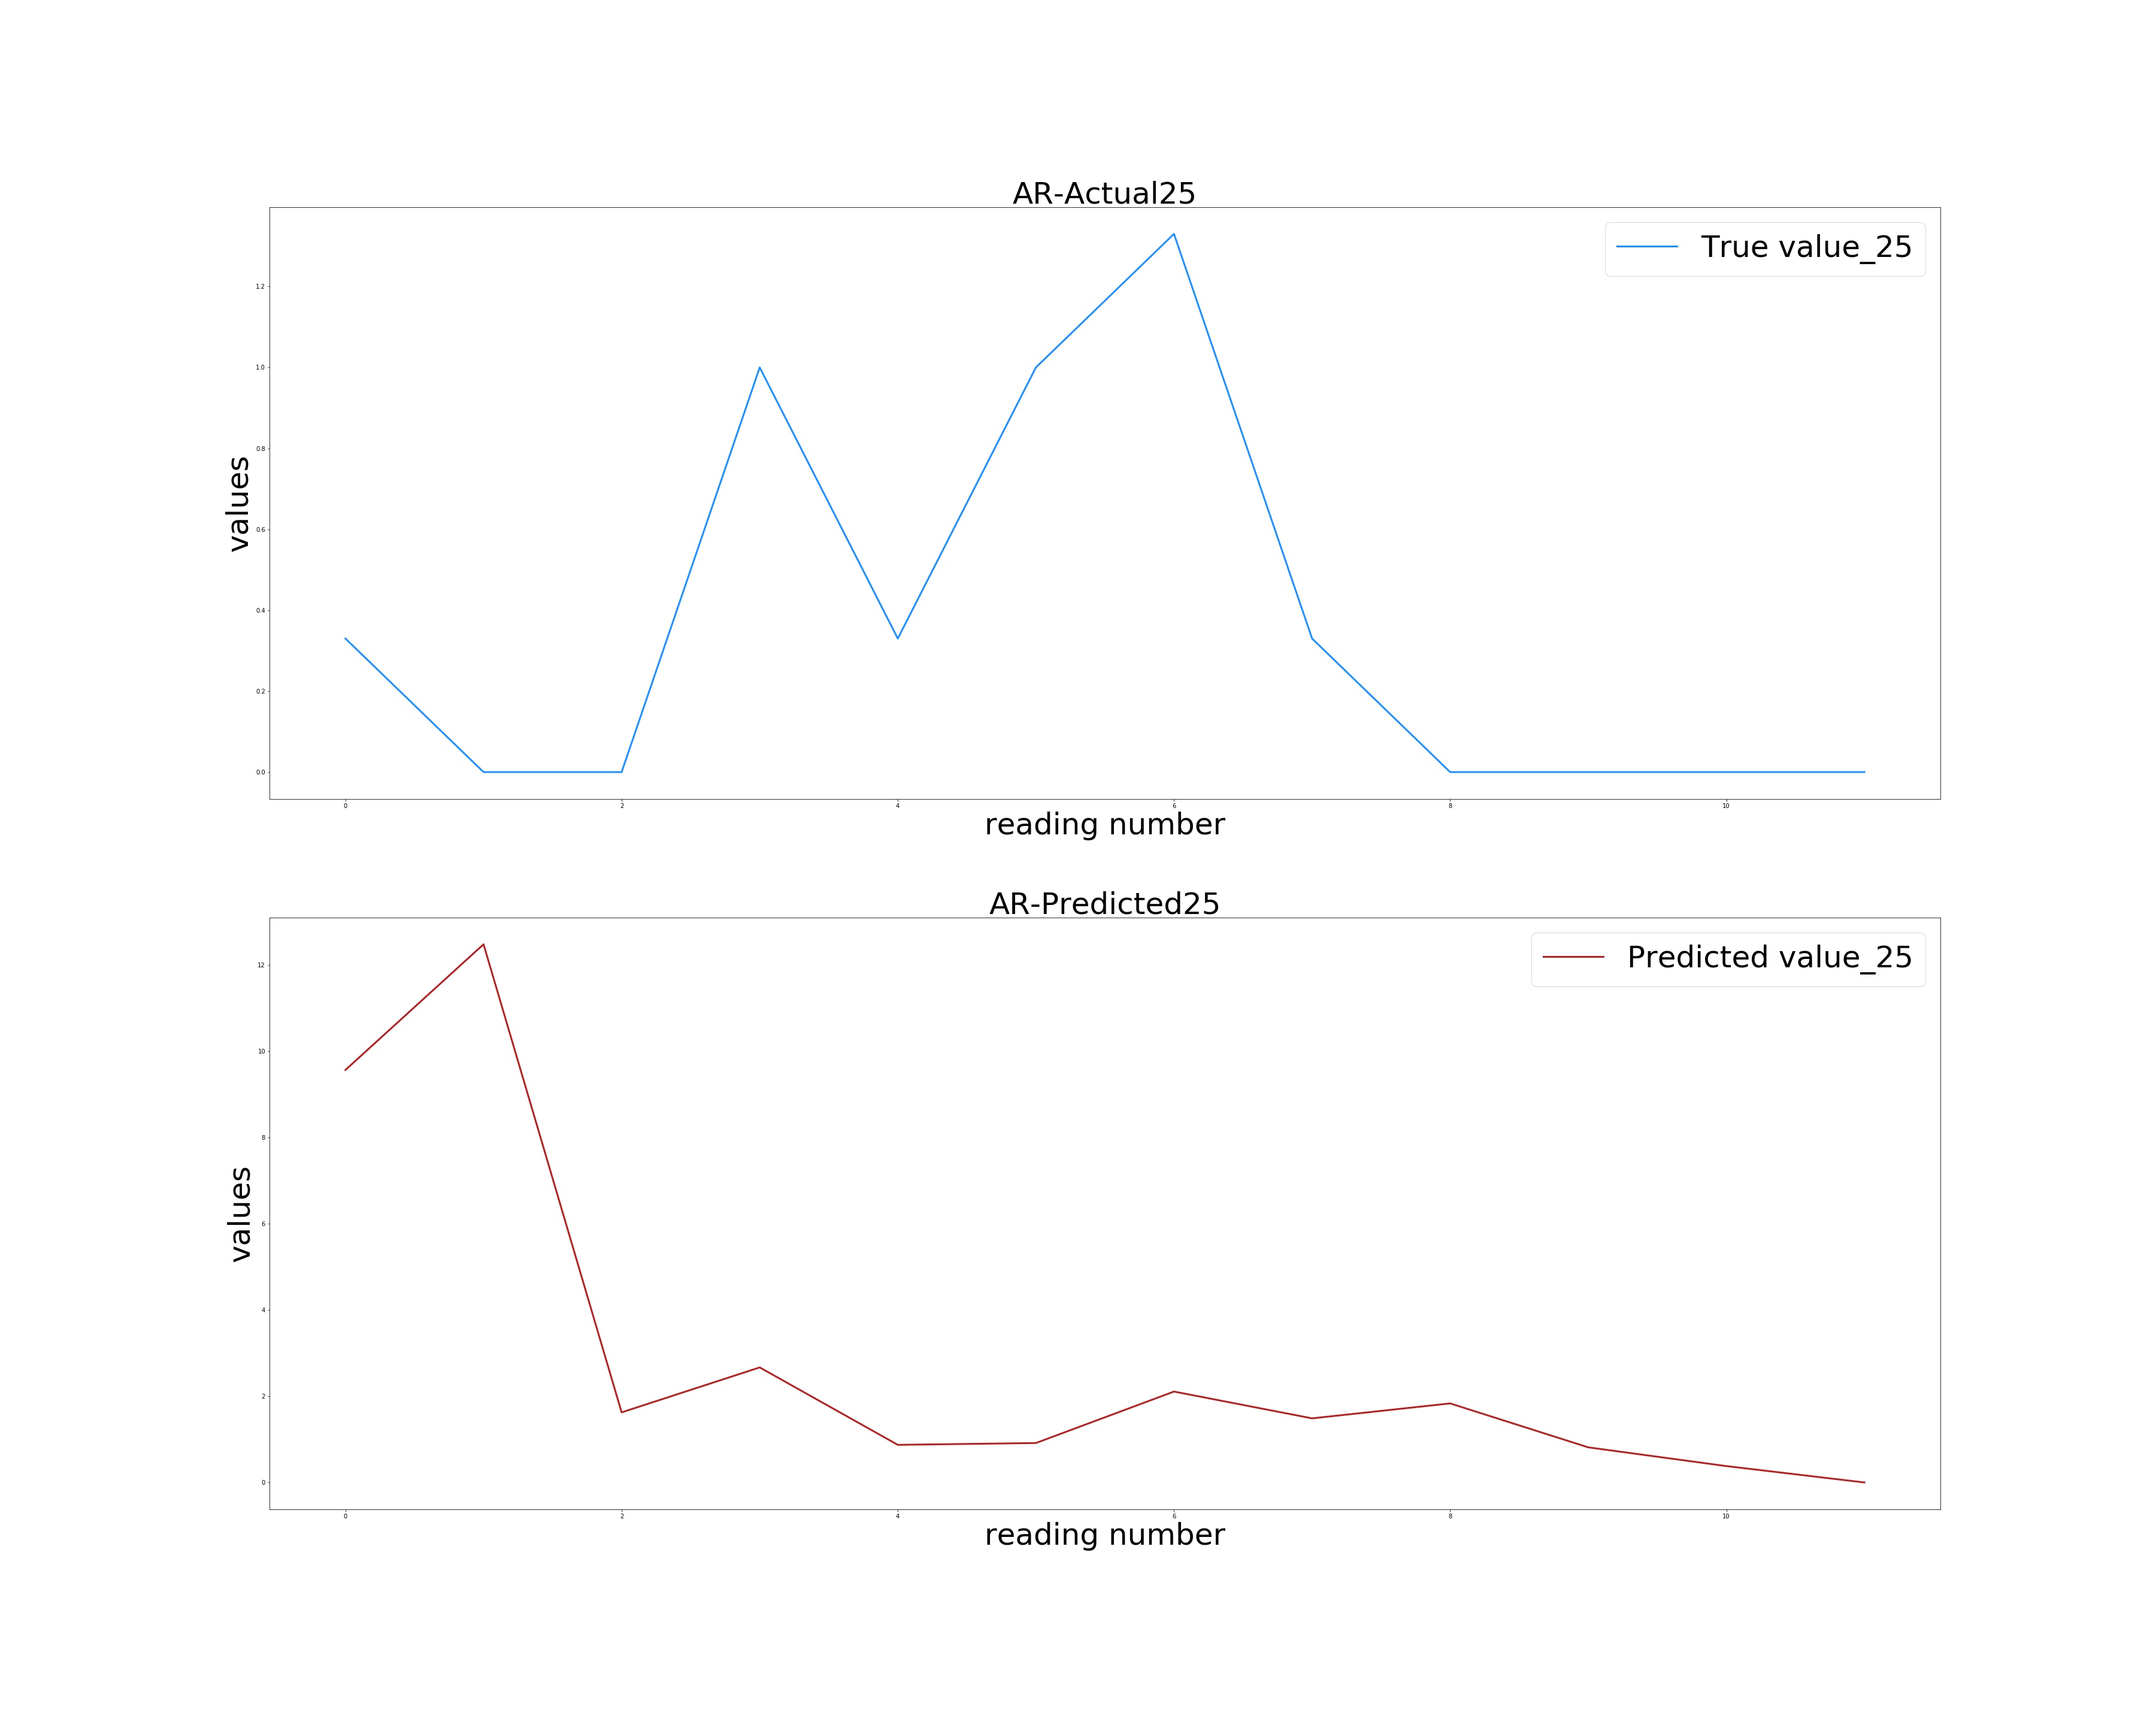 AR-Actual25
True value_25
1.2
1.0
0.8
0.6
0.4
0.2
0.0
values
0 2 4 6 8 10
reading number
AR-Predicted25
Predicted value_25
12
10
8
6
4
2
0
values
0 2 4 6 8 10
reading number